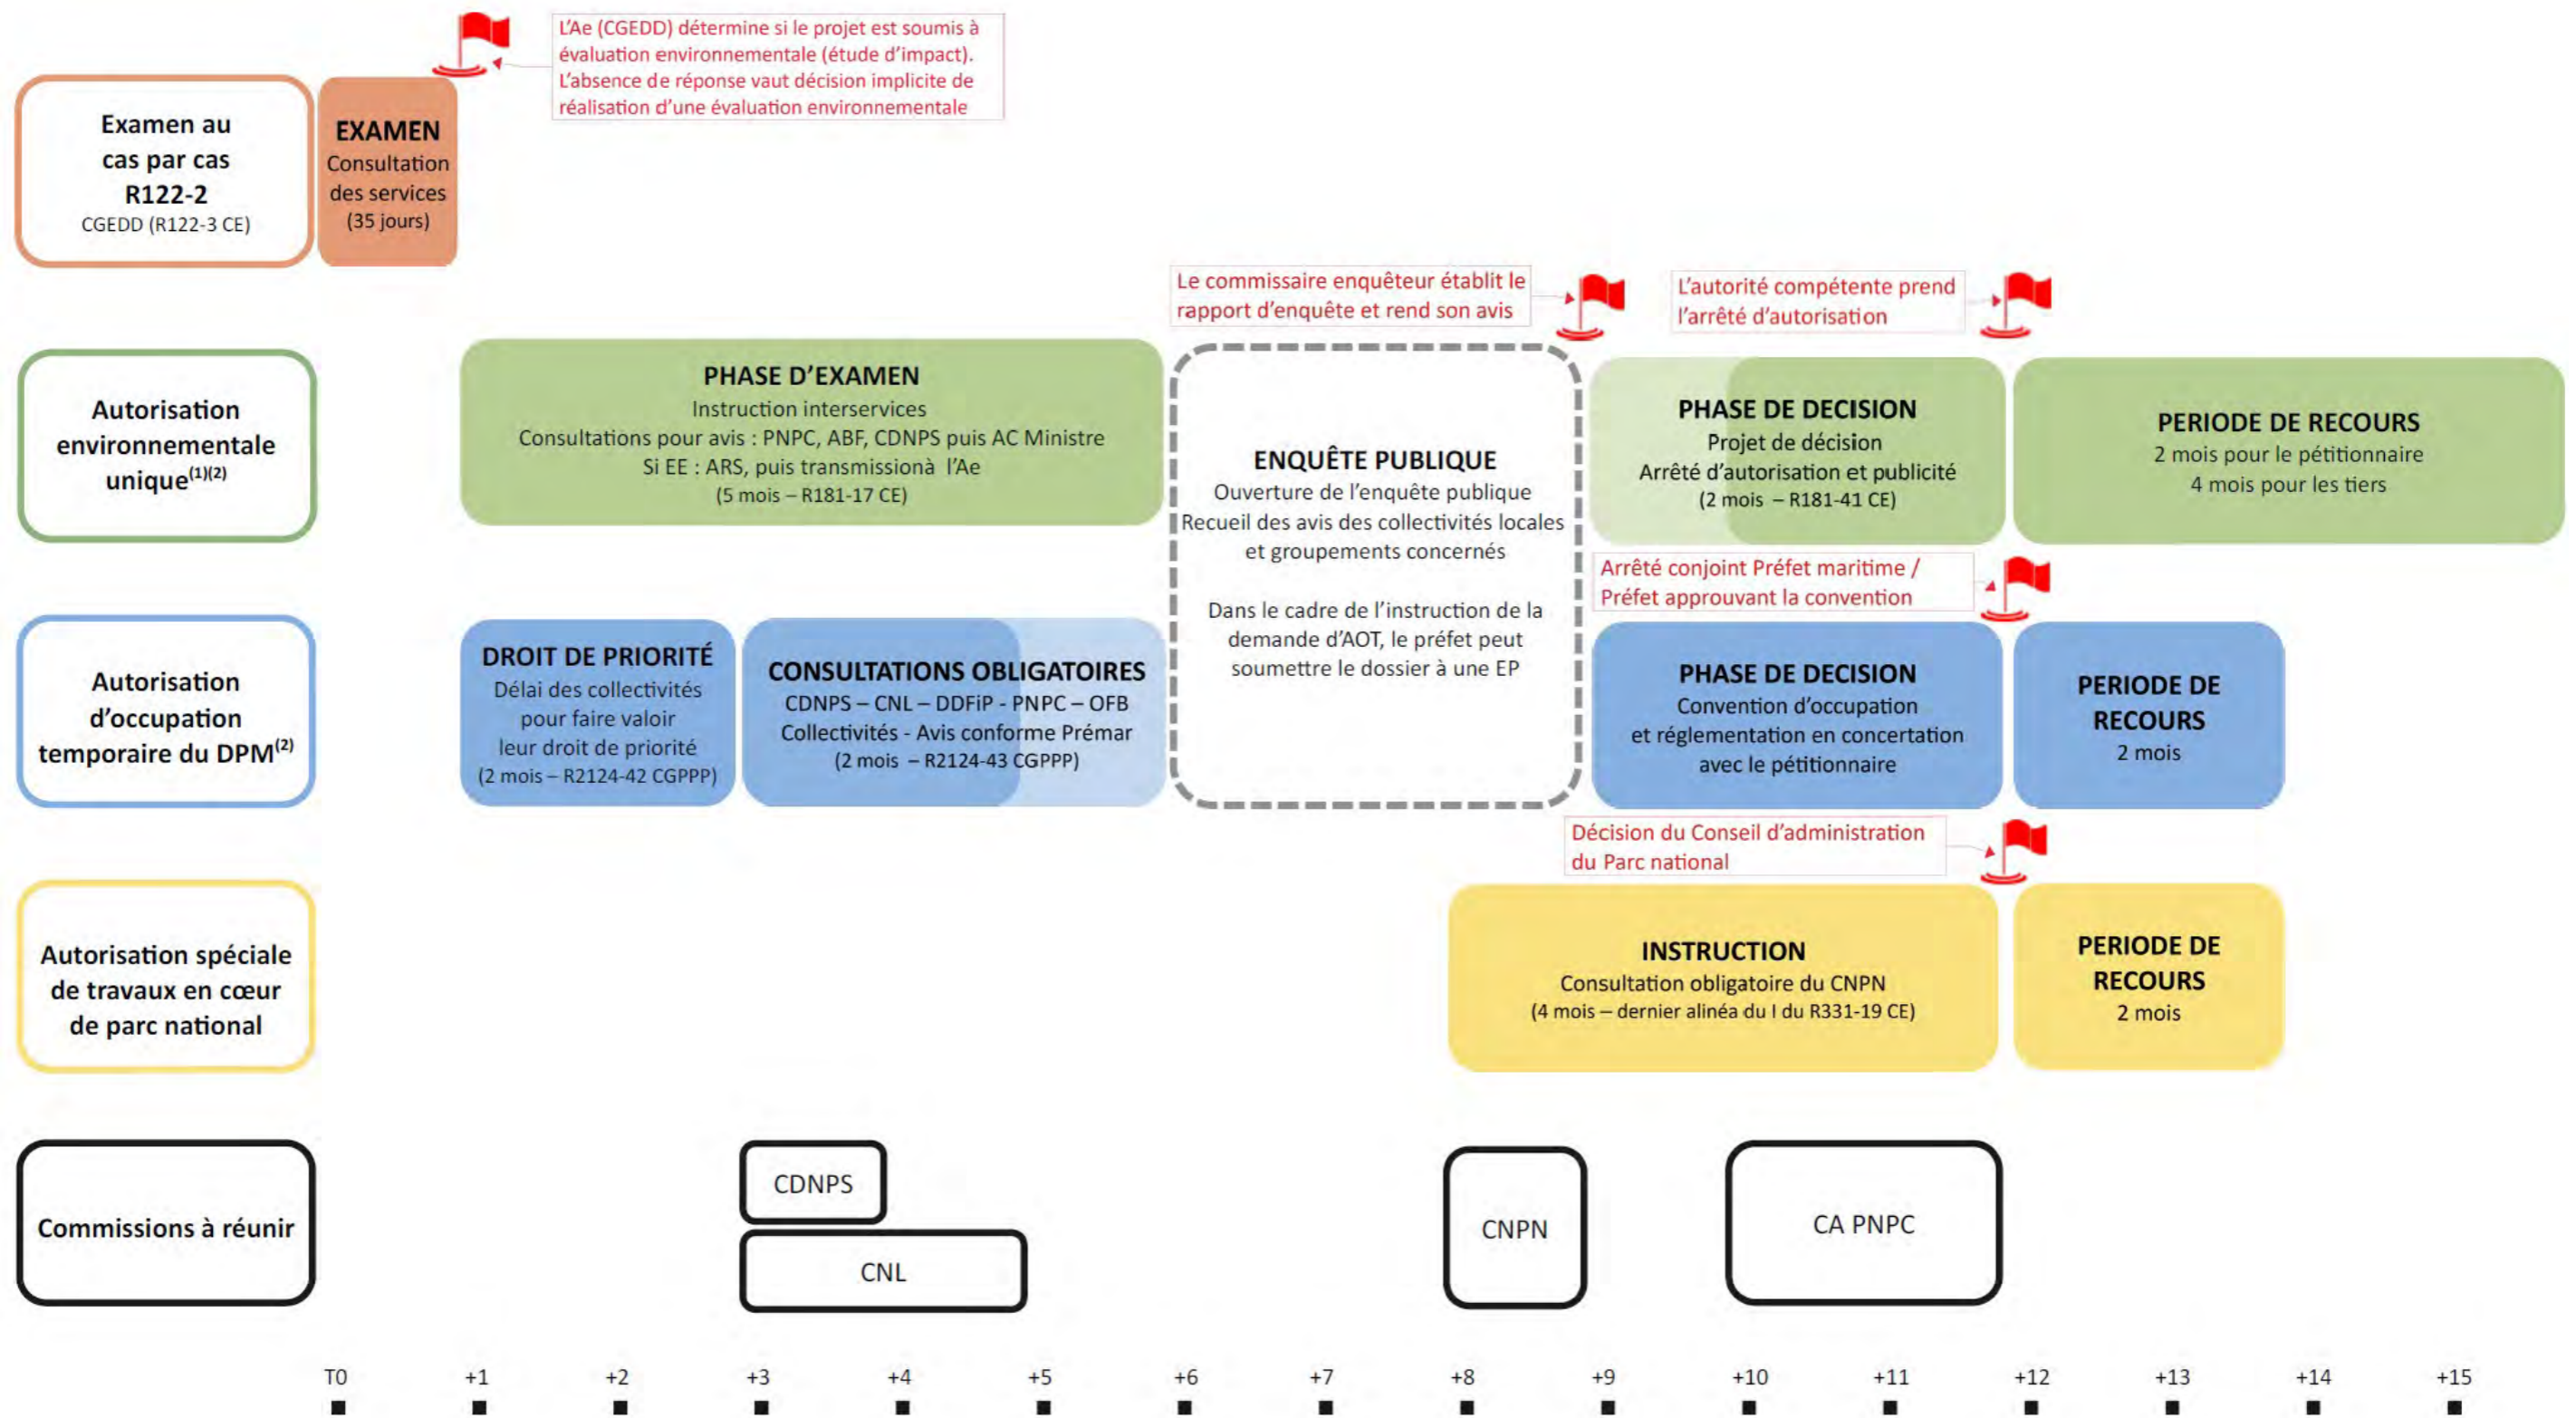 L'Ae (CGEDD) détermine si le projet est soumis à
évaluation environnementale (étude d'impact).
L'absence de réponse vaut décision implicite de
réalisation d'une évaluation environnementale
Examen au
cas par cas
R122-2
CGEDD (R122-3 CE)
EXAMEN
Consultation
des services
(35 jours)
Le commissaire enquêteur établit le
rapport d'enquête et rend son avis
L'autorité compétente prend
l'arrêté d'autorisation
Autorisation
environnementale
unique(1)(2)
PHASE D'EXAMEN
Instruction interservices
Consultations pour avis : PNPC, ABF, CDNPS puis AC Ministre
Si EE : ARS, puis transmissionà l'Ae
(5 mois – R181-17 CE)
ENQUÊTE PUBLIQUE
Ouverture de l'enquête publique
Recueil des avis des collectivités locales
et groupements concernés
Dans le cadre de l'instruction de la
demande d'AOT, le préfet peut
soumettre le dossier à une EP
PHASE DE DECISION
Projet de décision
Arrêté d'autorisation et publicité
(2 mois – R181-41 CE)
PERIODE DE RECOURS
2 mois pour le pétitionnaire
4 mois pour les tiers
Arrêté conjoint Préfet maritime /
Préfet approuvant la convention
Autorisation
d'occupation
temporaire du DPM(2)
DROIT DE PRIORITÉ
Délai des collectivités
pour faire valoir
leur droit de priorité
(2 mois – R2124-42 CGPPP)
CONSULTATIONS OBLIGATOIRES
CDNPS – CNL – DDFiP - PNPC – OFB
Collectivités - Avis conforme Prémar
(2 mois – R2124-43 CGPPP)
PHASE DE DECISION
Convention d'occupation
et réglementation en concertation
avec le pétitionnaire
PERIODE DE
RECOURS
2 mois
Décision du Conseil d'administration
du Parc national
Autorisation spéciale
de travaux en cœur
de parc national
INSTRUCTION
Consultation obligatoire du CNPN
(4 mois – dernier alinéa du I du R331-19 CE)
PERIODE DE
RECOURS
2 mois
Commissions à réunir
CDNPS
CNL
CNPN
CA PNPC
T0 +1 +2 +3 +4 +5 +6 +7 +8 +9 +10 +11 +12 +13 +14 +15